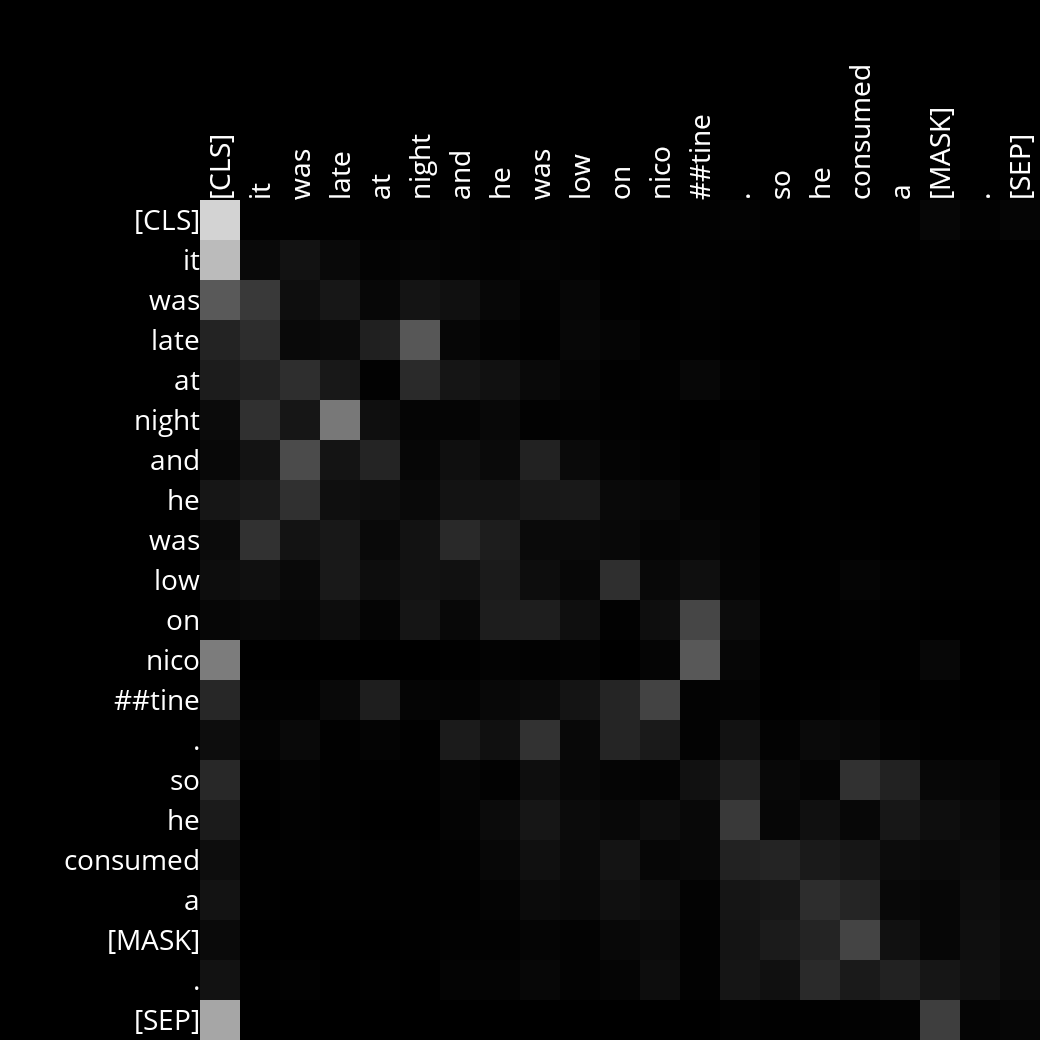 [CLS] it was late at night and he was low on nico ##tine . so he consumed a [MASK] . [SEP]
[CLS]
it
was
late
at
night
and
he
was
low
on
nico
##tine
.
so
he
consumed
a
[MASK]
.
[SEP]